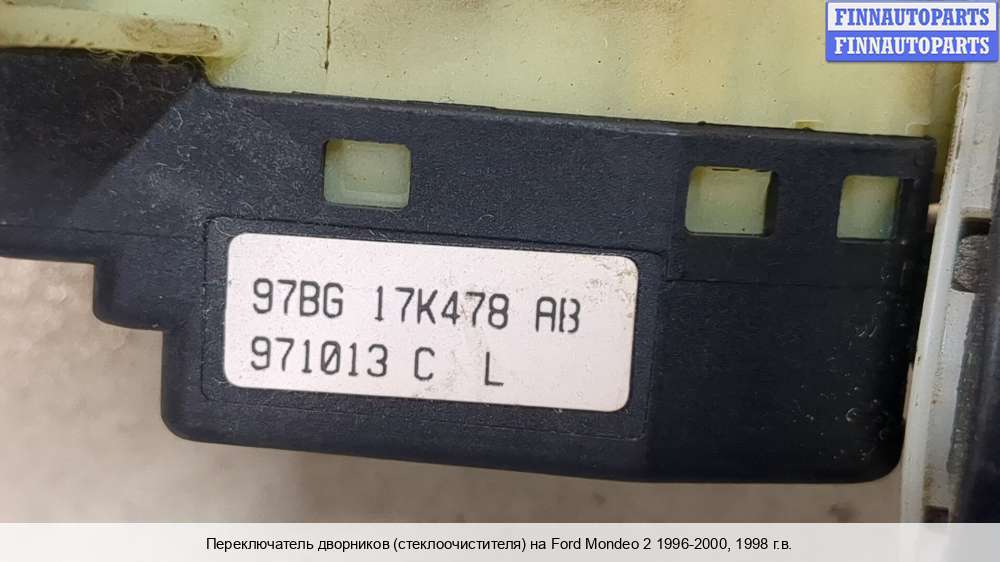 FINNAUTOPARTS
FINNAUTOPARTS
97BG 17K478 AB
971013 C L
Переключатель дворников (стеклоочистителя) на Ford Mondeo 2 1996-2000, 1998 г.в.